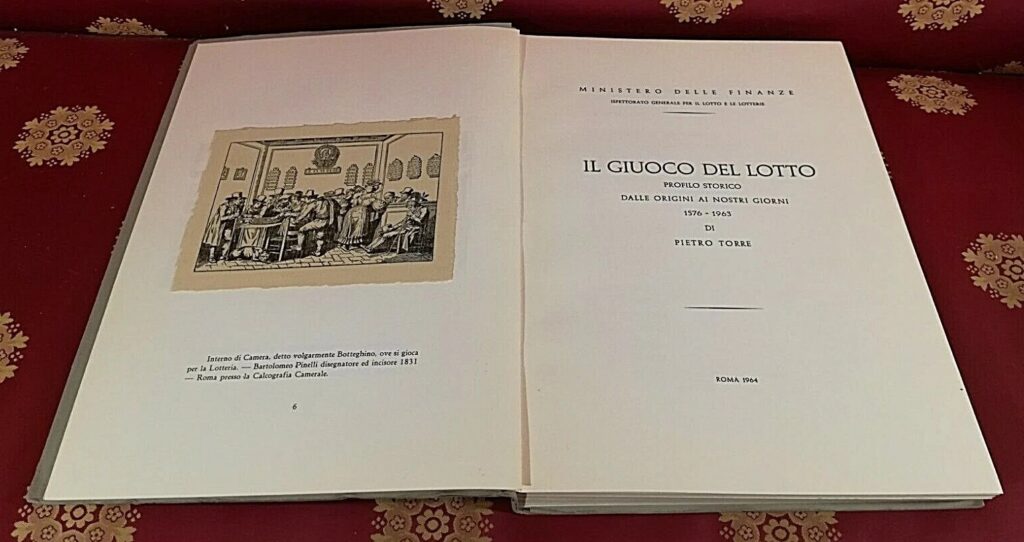 Interno di Camera, detto volgarmente Botteghino, ove si gioca
per la Lotteria. — Bartolomeo Pinelli disegnatore ed incisore 1831
— Roma presso la Calcografia Camerale.
6
MINISTERO DELLE FINANZE
ISPETTORATO GENERALE PER IL LOTTO E LE LOTTERIE
IL GIUOCO DEL LOTTO
PROFILO STORICO
DALLE ORIGINI AI NOSTRI GIORNI
1576 - 1963
DI
PIETRO TORRE
ROMA 1964